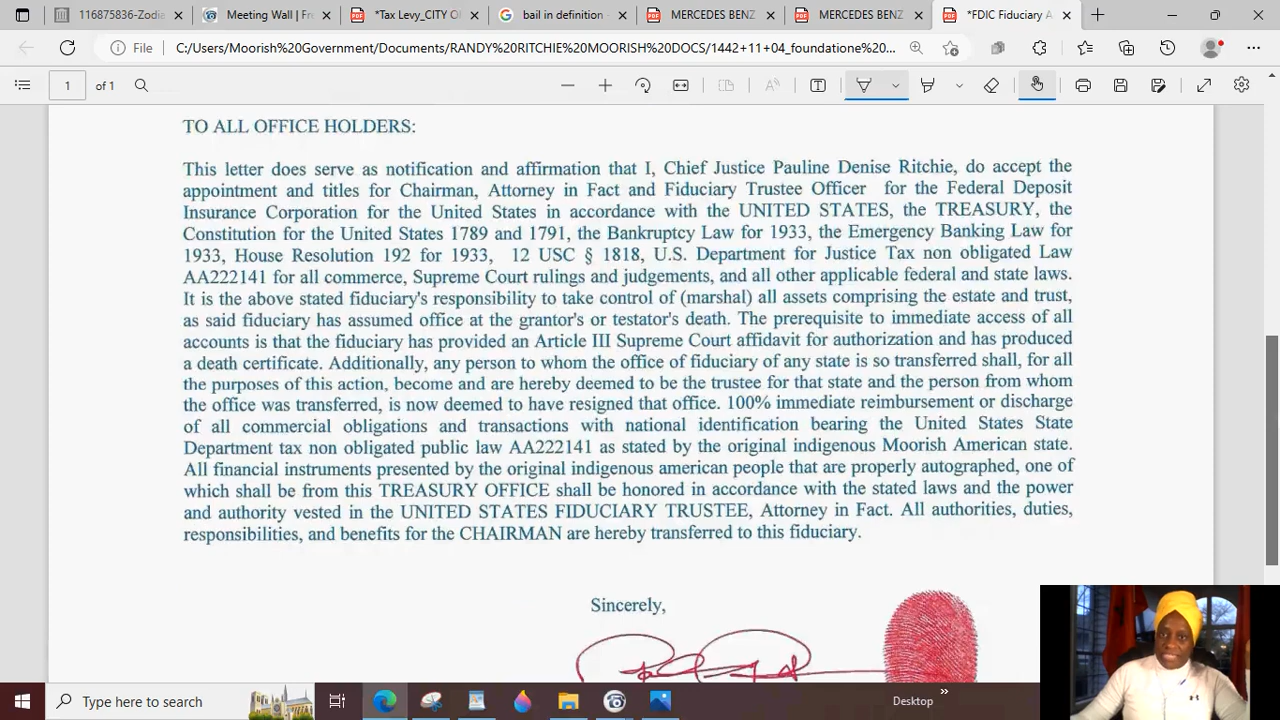 116875836-Zodia
Meeting Wall | Fr
*Tax Levy_CITY O
bail in definition -
MERCEDES BENZ
MERCEDES BENZ
*FDIC Fiduciary A
File
C:/Users/Moorish%20Government/Documents/RANDY%20RITCHIE%20MOORISH%20DOCS/1442+11+04_foundatione%20...
1 of 1
TO ALL OFFICE HOLDERS:
This letter does serve as notification and affirmation that I, Chief Justice Pauline Denise Ritchie, do accept the
appointment and titles for Chairman, Attorney in Fact and Fiduciary Trustee Officer for the Federal Deposit
Insurance Corporation for the United States in accordance with the UNITED STATES, the TREASURY, the
Constitution for the United States 1789 and 1791, the Bankruptcy Law for 1933, the Emergency Banking Law for
1933, House Resolution 192 for 1933, 12 USC § 1818, U.S. Department for Justice Tax non obligated Law
AA222141 for all commerce, Supreme Court rulings and judgements, and all other applicable federal and state laws.
It is the above stated fiduciary's responsibility to take control of (marshal) all assets comprising the estate and trust,
as said fiduciary has assumed office at the grantor's or testator's death. The prerequisite to immediate access of all
accounts is that the fiduciary has provided an Article III Supreme Court affidavit for authorization and has produced
a death certificate. Additionally, any person to whom the office of fiduciary of any state is so transferred shall, for all
the purposes of this action, become and are hereby deemed to be the trustee for that state and the person from whom
the office was transferred, is now deemed to have resigned that office. 100% immediate reimbursement or discharge
of all commercial obligations and transactions with national identification bearing the United States State
Department tax non obligated public law AA222141 as stated by the original indigenous Moorish American state.
All financial instruments presented by the original indigenous american people that are properly autographed, one of
which shall be from this TREASURY OFFICE shall be honored in accordance with the stated laws and the power
and authority vested in the UNITED STATES FIDUCIARY TRUSTEE, Attorney in Fact. All authorities, duties,
responsibilities, and benefits for the CHAIRMAN are hereby transferred to this fiduciary.
Sincerely,
Type here to search
Desktop